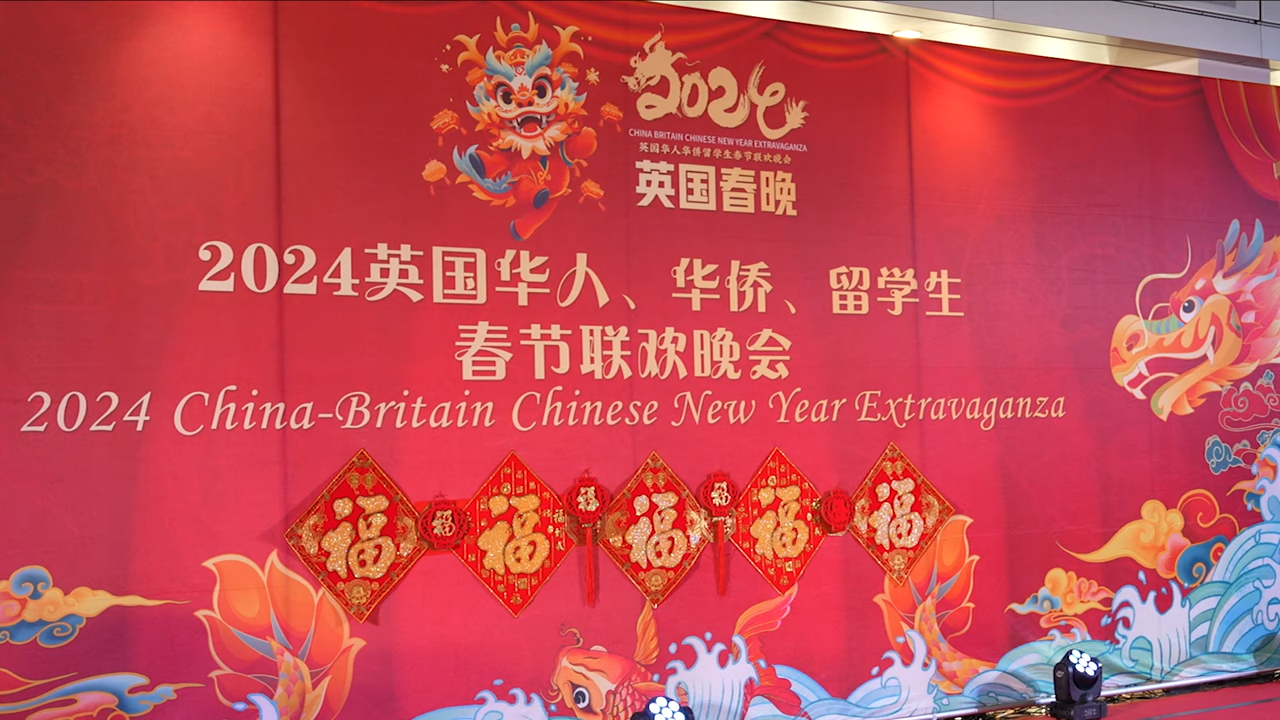 2024
CHINA BRITAIN CHINESE NEW YEAR EXTRAVAGANZA
英国华人华侨留学生春节联欢晚会
英国春晚
2024英国华人、华侨、留学生
春节联欢晚会
2024 China-Britain Chinese New Year Extravaganza
福 福 福 福 福 福 福 福